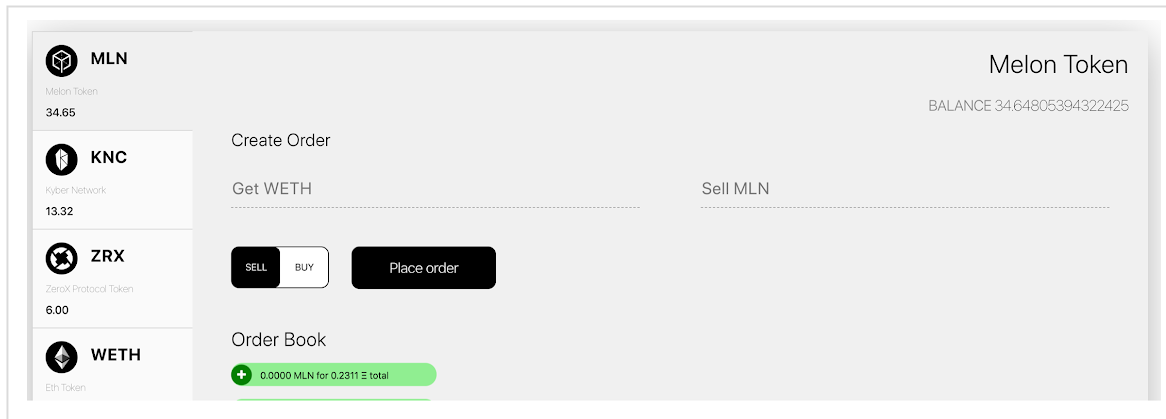 MLN
Melon Token
34.65
KNC
Kyber Network
13.32
ZRX
ZeroX Protocol Token
6.00
WETH
Eth Token
Melon Token
BALANCE 34.64805394322425
Create Order
Get WETH
Sell MLN
SELL BUY
Place order
Order Book
+ 0.0000 MLN for 0.2311 Ξ total